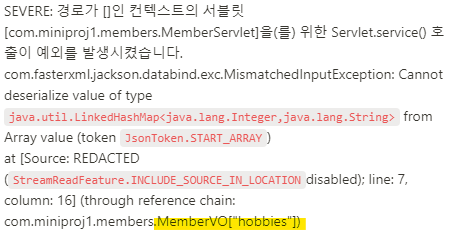 SEVERE: 경로가 []인 컨텍스트의 서블릿
[com.miniproj1.members.MemberServlet]을(를) 위한 Servlet.service() 호
출이 예외를 발생시켰습니다.
com.fasterxml.jackson.databind.exc.MismatchedInputException: Cannot
deserialize value of type
java.util.LinkedHashMap<java.lang.Integer,java.lang.String> from
Array value (token JsonToken.START_ARRAY)
at [Source: REDACTED
(StreamReadFeature.INCLUDE_SOURCE_IN_LOCATION disabled); line: 7,
column: 16] (through reference chain:
com.miniproj1.members.MemberVO["hobbies"])